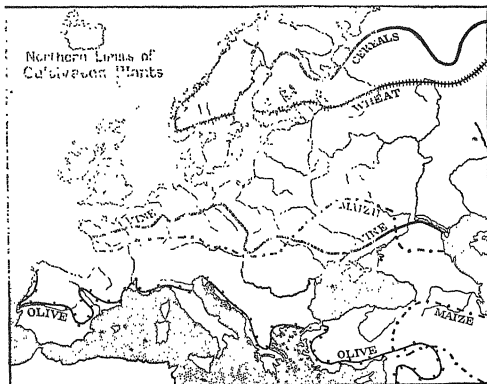 Northern Limits of
Cultivated Plants
CEREALS
WHEAT
VINE
MAIZE
VINE
OLIVE
MAIZE
OLIVE